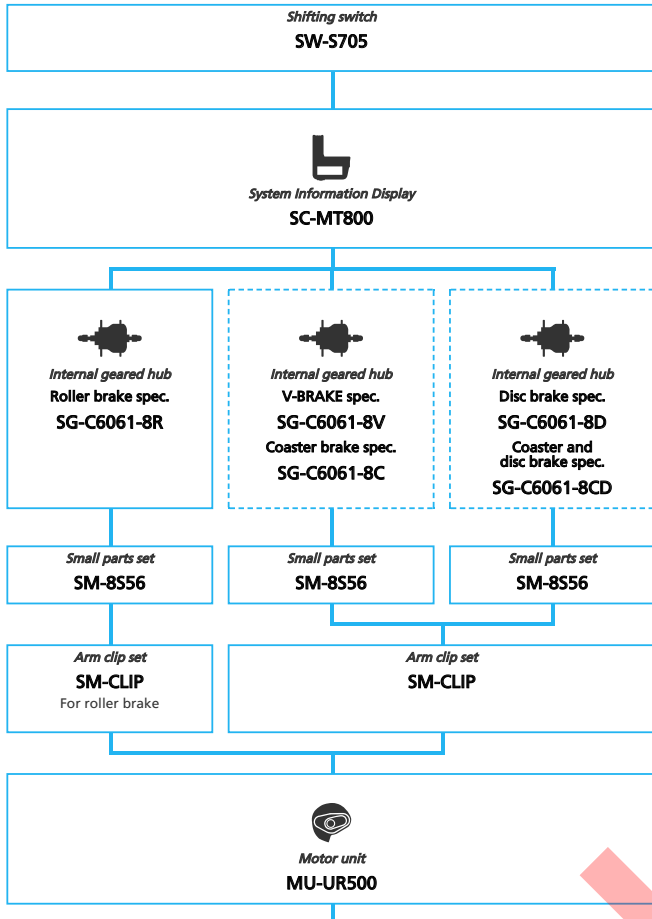 Shifting switch
SW-S705
System Information Display
SC-MT800
Internal geared hub
Roller brake spec.
SG-C6061-8R
Internal geared hub
V-BRAKE spec.
SG-C6061-8V
Coaster brake spec.
SG-C6061-8C
Internal geared hub
Disc brake spec.
SG-C6061-8D
Coaster and
disc brake spec.
SG-C6061-8CD
Small parts set
SM-8S56
Small parts set
SM-8S56
Small parts set
SM-8S56
Arm clip set
SM-CLIP
For roller brake
Arm clip set
SM-CLIP
Motor unit
MU-UR500